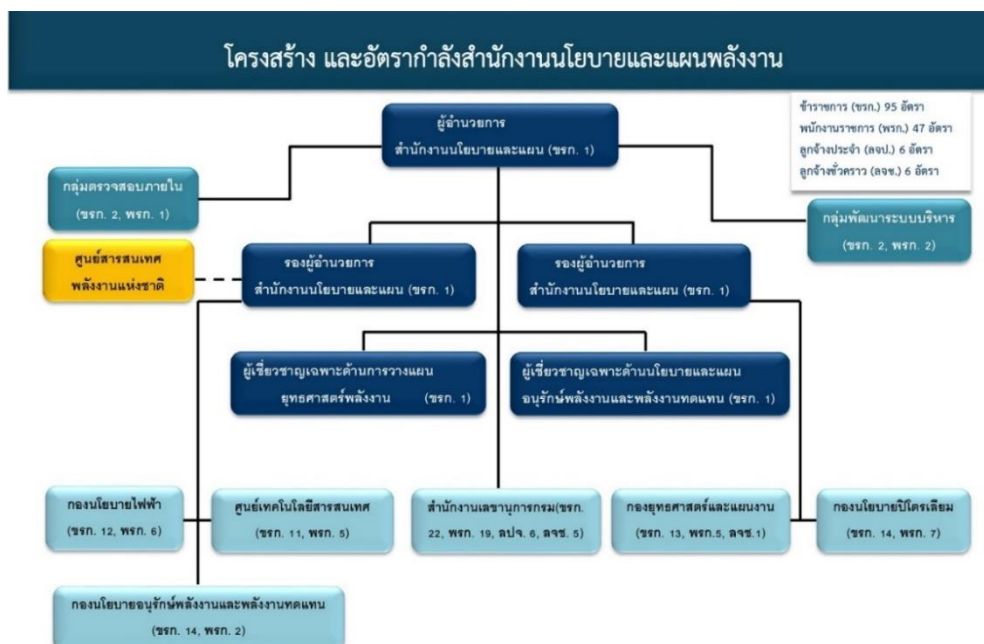 โครงสร้าง และอัตรากำลังสำนักงานนโยบายและแผนพลังงาน
ข้าราชการ (ขรก.) 95 อัตรา
พนักงานราชการ (พรก.) 47 อัตรา
ลูกจ้างประจำ (ลจป.) 6 อัตรา
ลูกจ้างชั่วคราว (ลจช.) 6 อัตรา
ผู้อำนวยการ
สำนักงานนโยบายและแผน (ขรก. 1)
กลุ่มตรวจสอบภายใน
(ขรก. 2, พรก. 1)
กลุ่มพัฒนาระบบบริหาร
(ขรก. 2, พรก. 2)
ศูนย์สารสนเทศ
พลังงานแห่งชาติ
รองผู้อำนวยการ
สำนักงานนโยบายและแผน (ขรก. 1)
รองผู้อำนวยการ
สำนักงานนโยบายและแผน (ขรก. 1)
ผู้เชี่ยวชาญเฉพาะด้านการวางแผน
ยุทธศาสตร์พลังงาน (ขรก. 1)
ผู้เชี่ยวชาญเฉพาะด้านนโยบายและแผน
อนุรักษ์พลังงานและพลังงานทดแทน (ขรก. 1)
กองนโยบายไฟฟ้า
(ขรก. 12, พรก. 6)
ศูนย์เทคโนโลยีสารสนเทศ
(ขรก. 11, พรก. 5)
สำนักงานเลขานุการกรม(ขรก.
22, พรก. 19, ลปจ. 6, ลจช. 5)
กองยุทธศาสตร์และแผนงาน
(ขรก. 13, พรก.5, ลจช.1)
กองนโยบายปิโตรเลียม
(ขรก. 14, พรก. 7)
กองนโยบายอนุรักษ์พลังงานและพลังงานทดแทน
(ขรก. 14, พรก. 2)